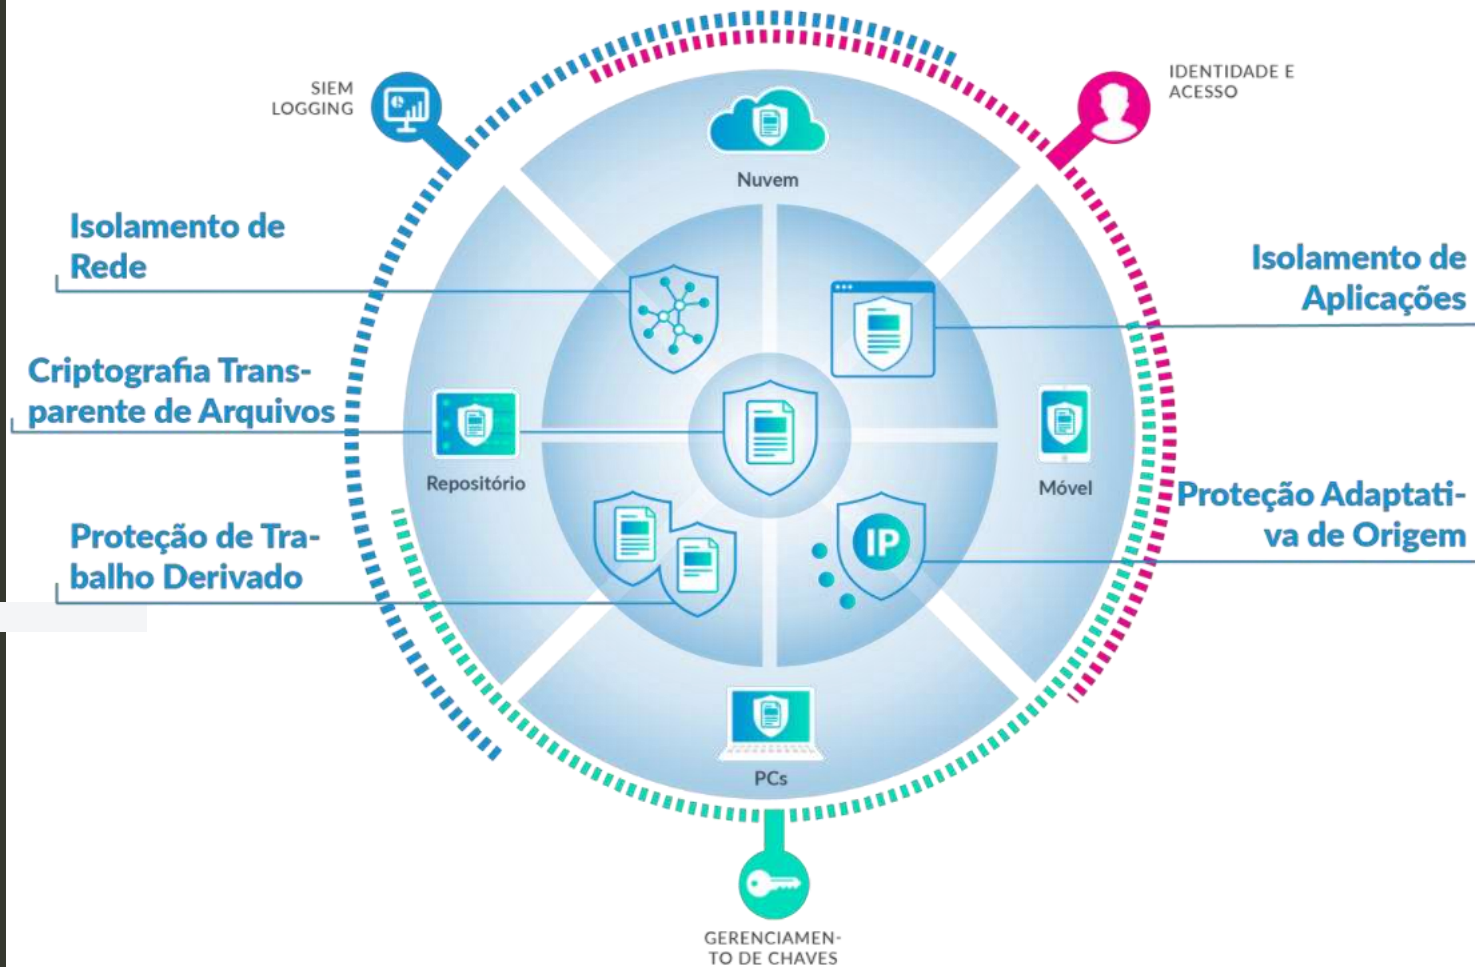 SIEM
LOGGING
IDENTIDADE E
ACESSO
Nuvem
Isolamento de
Rede
Isolamento de
Aplicações
Criptografia Trans-
parente de Arquivos
Repositório
Móvel
Proteção Adaptati-
va de Origem
IP
Proteção de Tra-
balho Derivado
PCs
GERENCIAMEN-
TO DE CHAVES